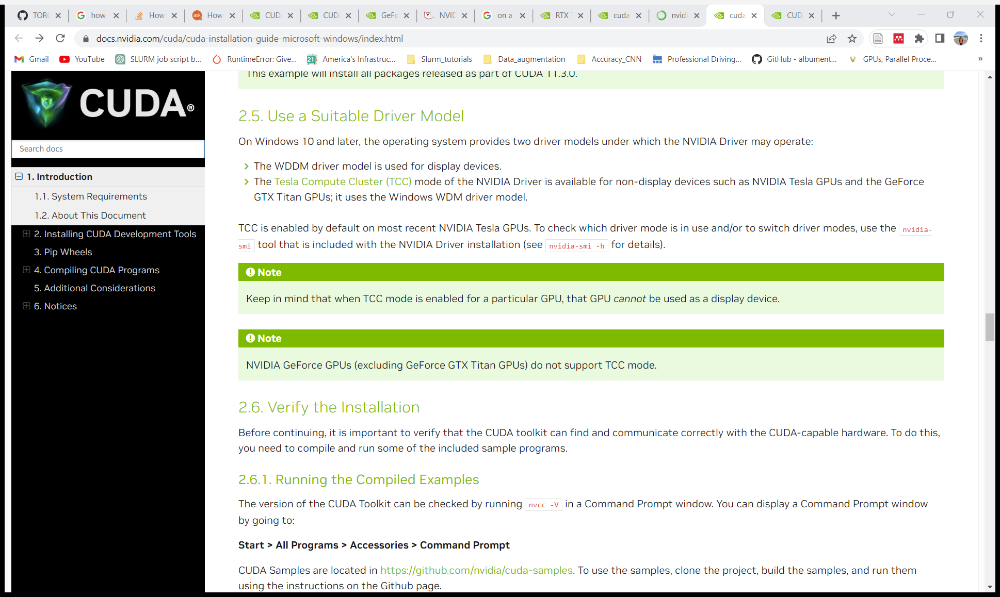 TOR
how
How
How
CUD
CUD
GeFo
NVID
on a
RTX
cuda
nvidi
cuda
CUD
docs.nvidia.com/cuda/cuda-installation-guide-microsoft-windows/index.html
Gmail
YouTube
SLURM job script b...
RuntimeError: Give...
21
America's Infrastruc...
Slurm_tutorials
Data_augmentation
Accuracy_CNN
Professional Driving...
GitHub - albument...
GPUs, Parallel Proce...
»
CUDA®
Search docs
1. Introduction
1.1. System Requirements
1.2. About This Document
2. Installing CUDA Development Tools
3. Pip Wheels
4. Compiling CUDA Programs
5. Additional Considerations
6. Notices
This example will install all packages released as part of CUDA 11.3.0.
2.5. Use a Suitable Driver Model
On Windows 10 and later, the operating system provides two driver models under which the NVIDIA Driver may operate:
The WDDM driver model is used for display devices.
The Tesla Compute Cluster (TCC) mode of the NVIDIA Driver is available for non-display devices such as NVIDIA Tesla GPUs and the GeForce
GTX Titan GPUs; it uses the Windows WDM driver model.
TCC is enabled by default on most recent NVIDIA Tesla GPUs. To check which driver mode is in use and/or to switch driver modes, use the nvidia-
smi tool that is included with the NVIDIA Driver installation (see nvidia-smi -h for details).
Note
Keep in mind that when TCC mode is enabled for a particular GPU, that GPU cannot be used as a display device.
Note
NVIDIA GeForce GPUs (excluding GeForce GTX Titan GPUs) do not support TCC mode.
2.6. Verify the Installation
Before continuing, it is important to verify that the CUDA toolkit can find and communicate correctly with the CUDA-capable hardware. To do this,
you need to compile and run some of the included sample programs.
2.6.1. Running the Compiled Examples
The version of the CUDA Toolkit can be checked by running nvcc -V in a Command Prompt window. You can display a Command Prompt window
by going to:
Start > All Programs > Accessories > Command Prompt
CUDA Samples are located in https://github.com/nvidia/cuda-samples. To use the samples, clone the project, build the samples, and run them
using the instructions on the Github page.